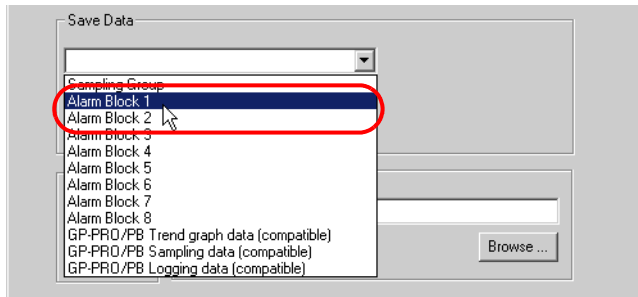 Save Data
Sampling Group
Alarm Block 1
Alarm Block 2
Alarm Block 3
Alarm Block 4
Alarm Block 5
Alarm Block 6
Alarm Block 7
Alarm Block 8
GP-PRO/PB Trend graph data (compatible)
GP-PRO/PB Sampling data (compatible)
GP-PRO/PB Logging data (compatible)
Browse ...